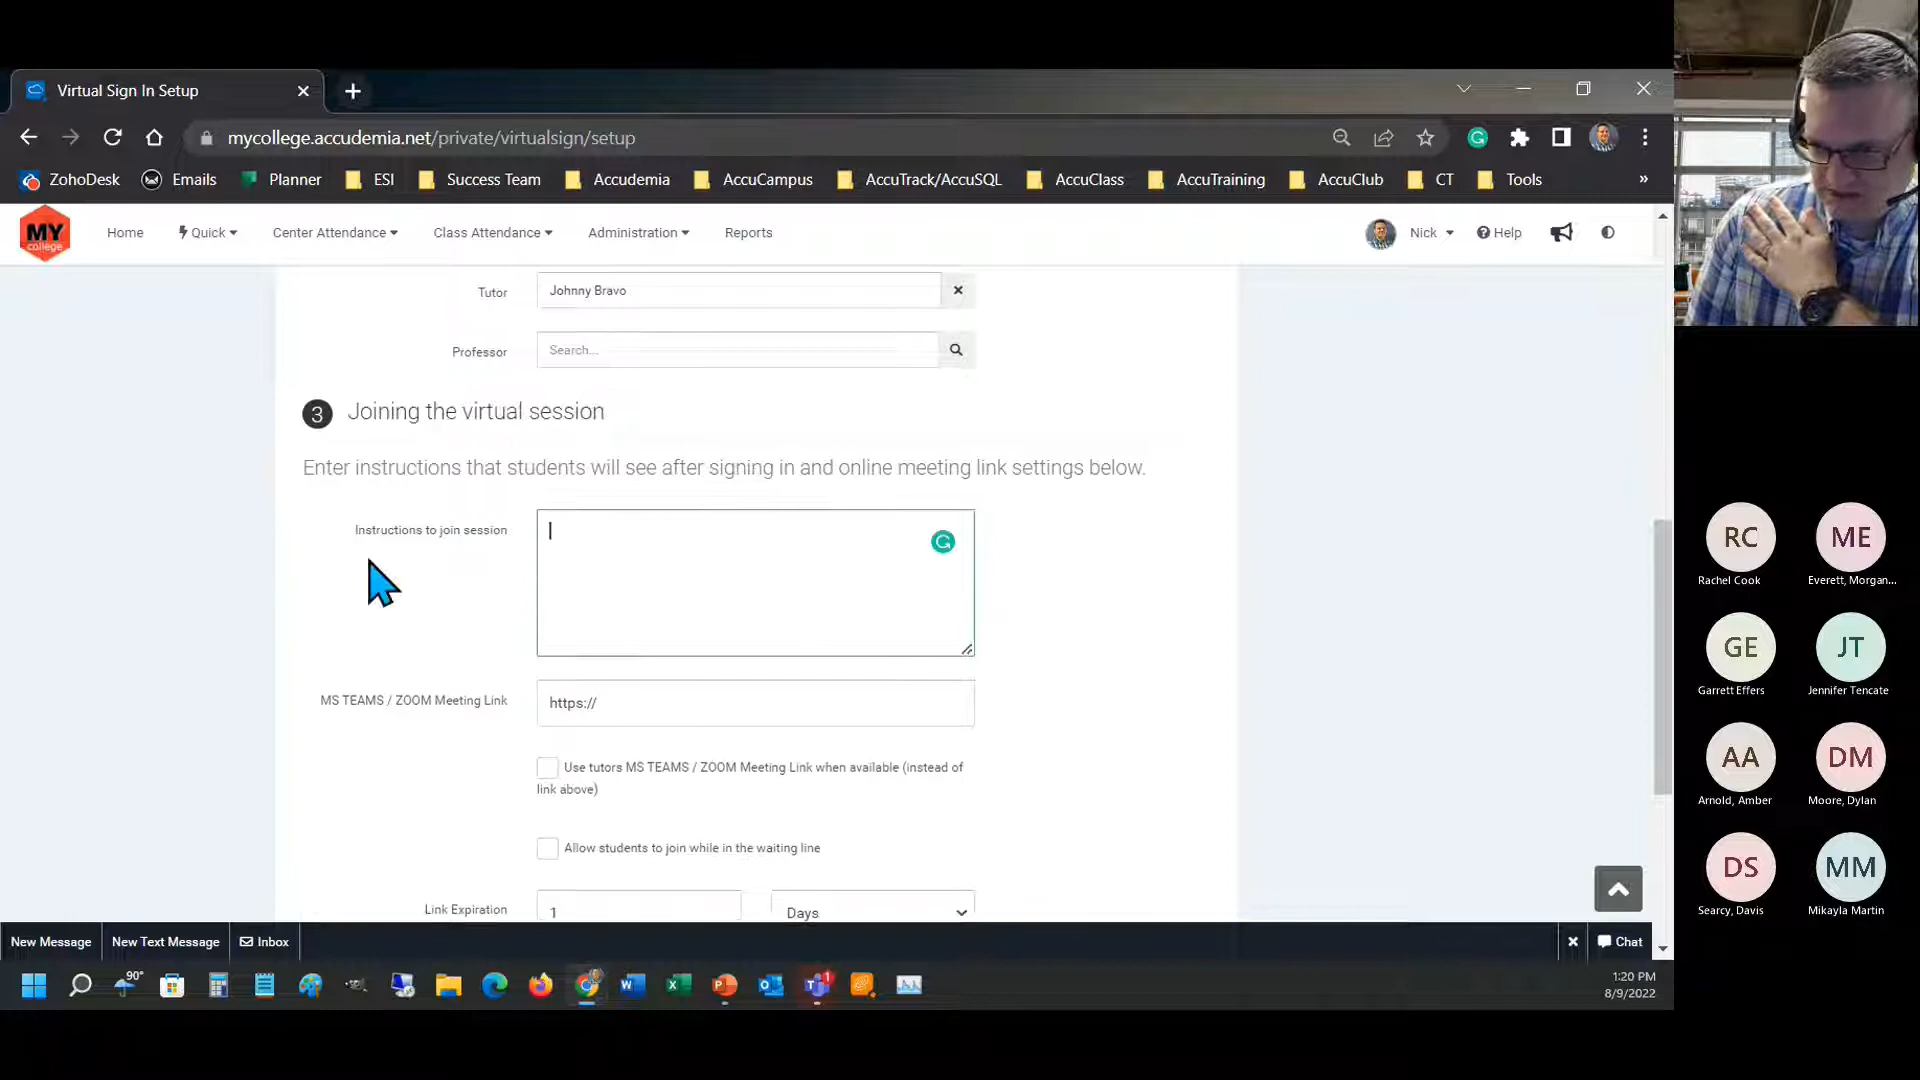 Virtual Sign In Setup
mycollege.accudemia.net/private/virtualsign/setup
ZohoDesk Emails Planner ESI Success Team Accudemia AccuCampus AccuTrack/AccuSQL AccuClass AccuTraining AccuClub CT Tools »
MY college Home Quick Center Attendance Class Attendance Administration Reports Nick Help
Tutor Johnny Bravo
Professor Search...
3 Joining the virtual session
Enter instructions that students will see after signing in and online meeting link settings below.
Instructions to join session
MS TEAMS / ZOOM Meeting Link https://
Use tutors MS TEAMS / ZOOM Meeting Link when available (instead of
link above)
Allow students to join while in the waiting line
Link Expiration 1 Days
New Message New Text Message Inbox Chat
90°
1:20 PM
8/9/2022
RC ME
Rachel Cook Everett, Morgan...
GE JT
Garrett Effers Jennifer Tencate
AA DM
Arnold, Amber Moore, Dylan
DS MM
Searcy, Davis Mikayla Martin